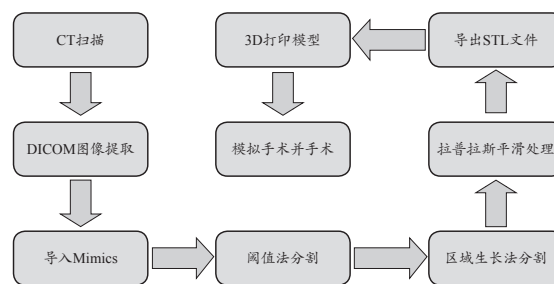 CT扫描
3D打印模型
导出STL文件
DICOM图像提取
模拟手术并手术
拉普拉斯平滑处理
导入Mimics
阈值法分割
区域生长法分割